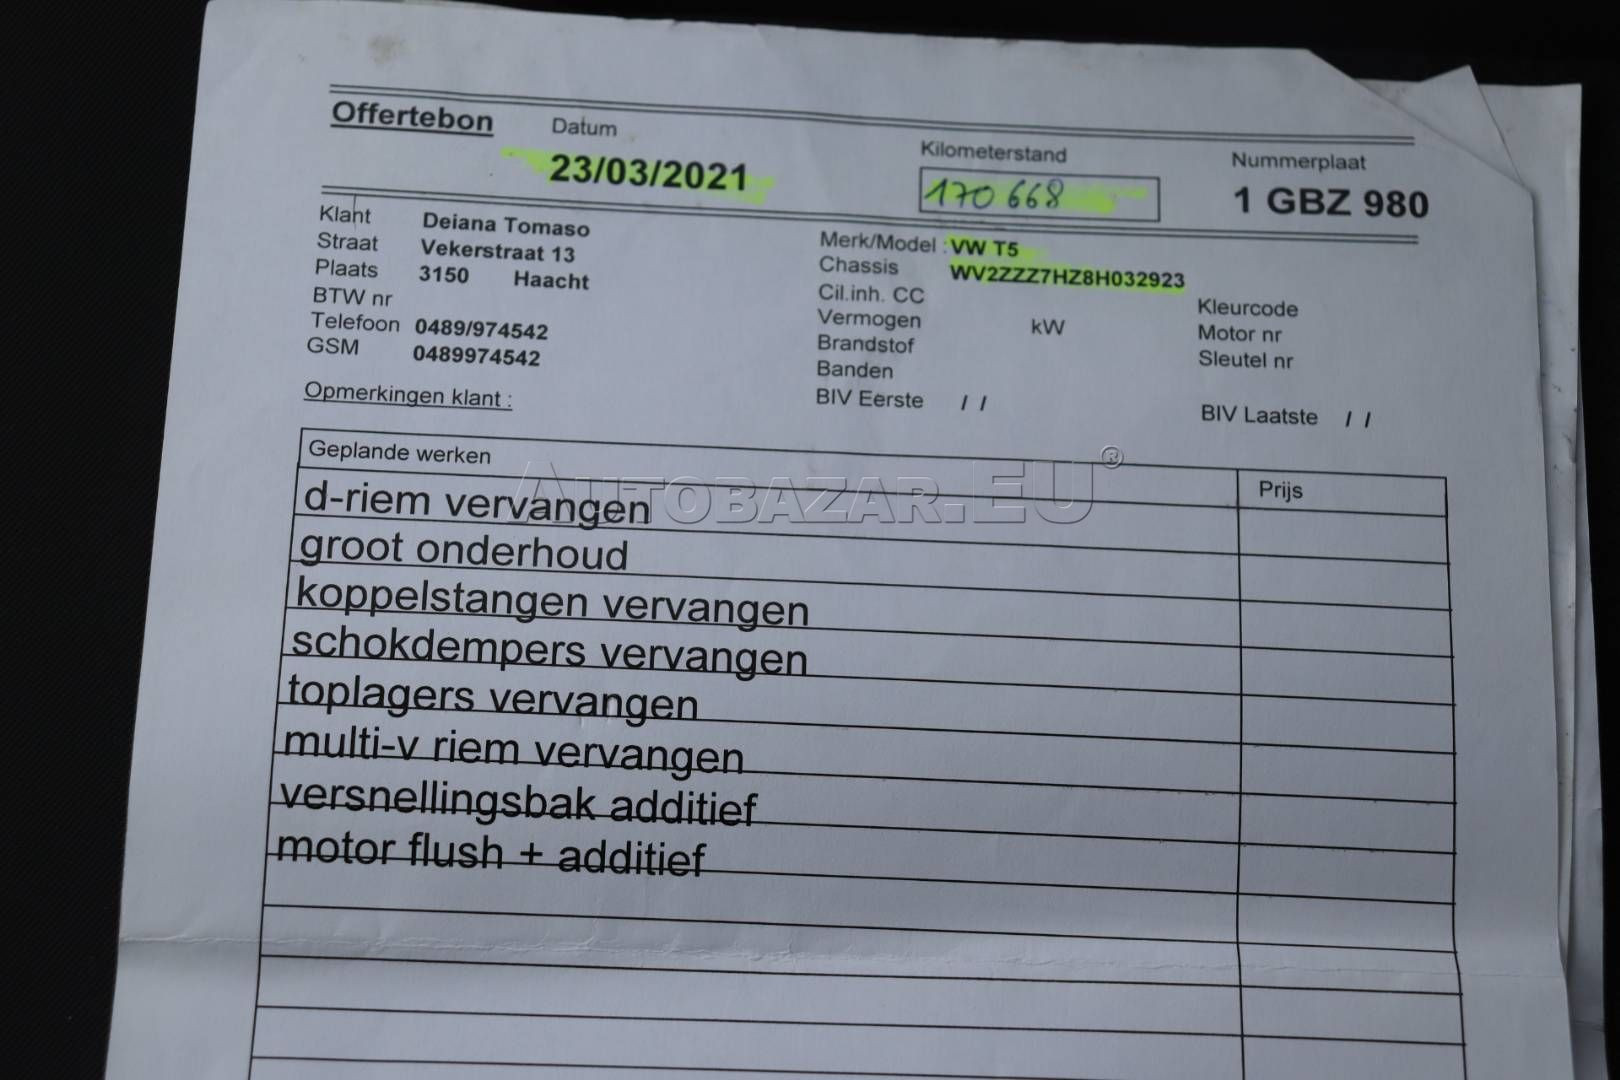 Offertebon
Datum
23/03/2021
Kilometerstand
170 668
Nummerplaat
1 GBZ 980
Klant Deiana Tomaso
Straat Vekerstraat 13
Plaats 3150 Haacht
BTW nr
Telefoon 0489/974542
GSM 0489974542
Opmerkingen klant :
Merk/Model : VW T5
Chassis WV2ZZZ7HZ8H032923
Cil.inh. CC
Vermogen kW
Brandstof
Banden
BIV Eerste / /
Kleurcode
Motor nr
Sleutel nr
BIV Laatste / /
Geplande werken Prijs
AUTOBAZAR.EU®
d-riem vervangen
groot onderhoud
koppelstangen vervangen
schokdempers vervangen
toplagers vervangen
multi-v riem vervangen
versnellingsbak additief
motor flush + additief